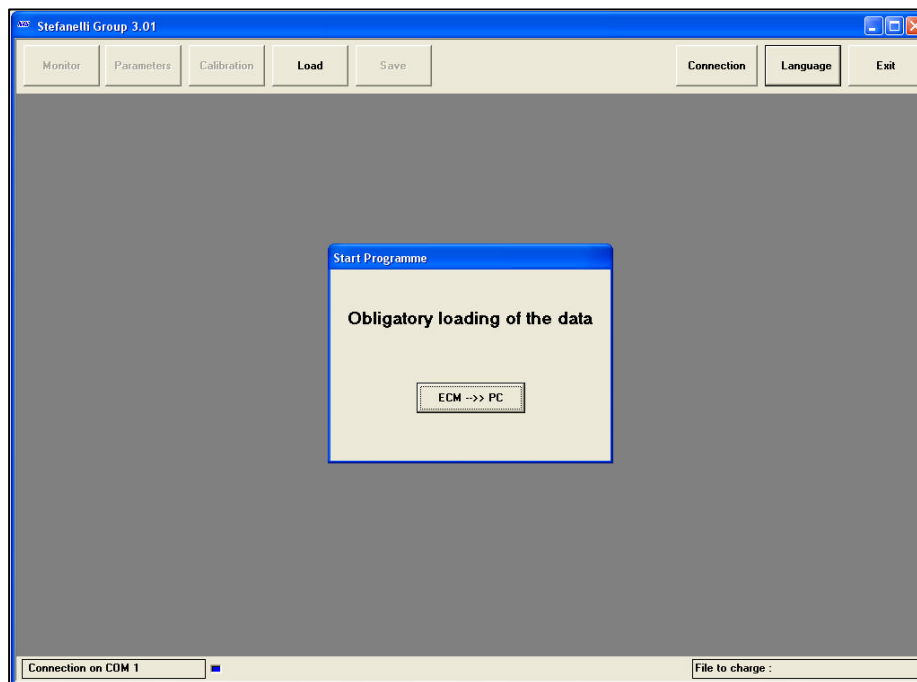 Stefanelli Group 3.01
Monitor Parameters Calibration Load Save Connection Language Exit
Start Programme
Obligatory loading of the data
ECM -->> PC
Connection on COM 1 File to charge :